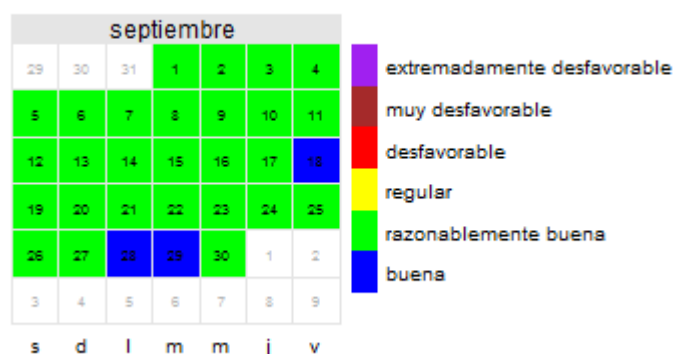 septiembre
29 30 31 1 2 3 4
5 6 7 8 9 10 11
12 13 14 15 16 17 18
19 20 21 22 23 24 25
26 27 28 29 30 1 2
3 4 5 6 7 8 9
s d l m m j v
extremadamente desfavorable
muy desfavorable
desfavorable
regular
razonablemente buena
buena